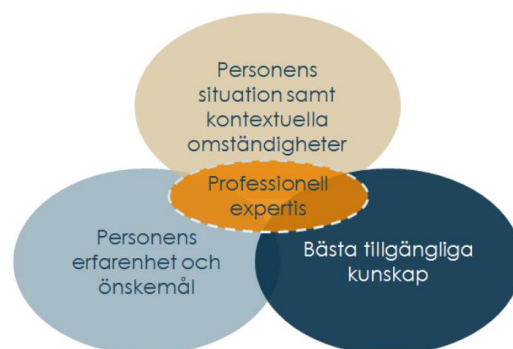 Personens
situation samt
kontextuella
omständigheter
Professionell
expertis
Personens
erfarenhet och
önskemål
Bästa tillgängliga
kunskap